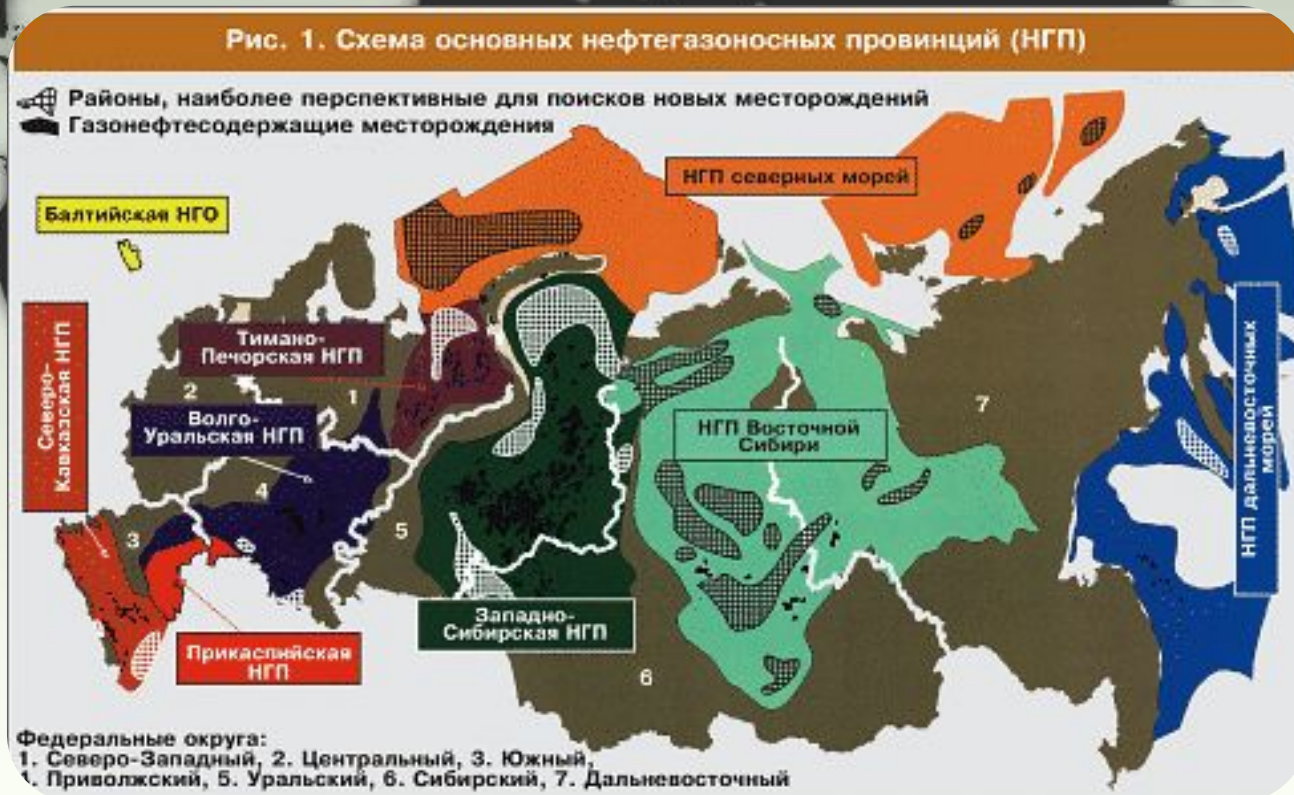 Рис. 1. Схема основных нефтегазоносных провинций (НГП)
Районы, наиболее перспективные для поисков новых месторождений
Газонефтесодержащие месторождения
НГП северных морей
Балтийская НГО
Северо-
Кавказская НГП
Тимано-
Печорская НГП
2
1
Волго-
Уральская НГП
НГП Восточной
Сибири
7
НГП дальневосточных
морей
4
3
5
Западно-
Сибирская НГП
Прикаспийская
НГП
6
Федеральные округа:
1. Северо-Западный, 2. Центральный, 3. Южный,
4. Приволжский, 5. Уральский, 6. Сибирский, 7. Дальневосточный